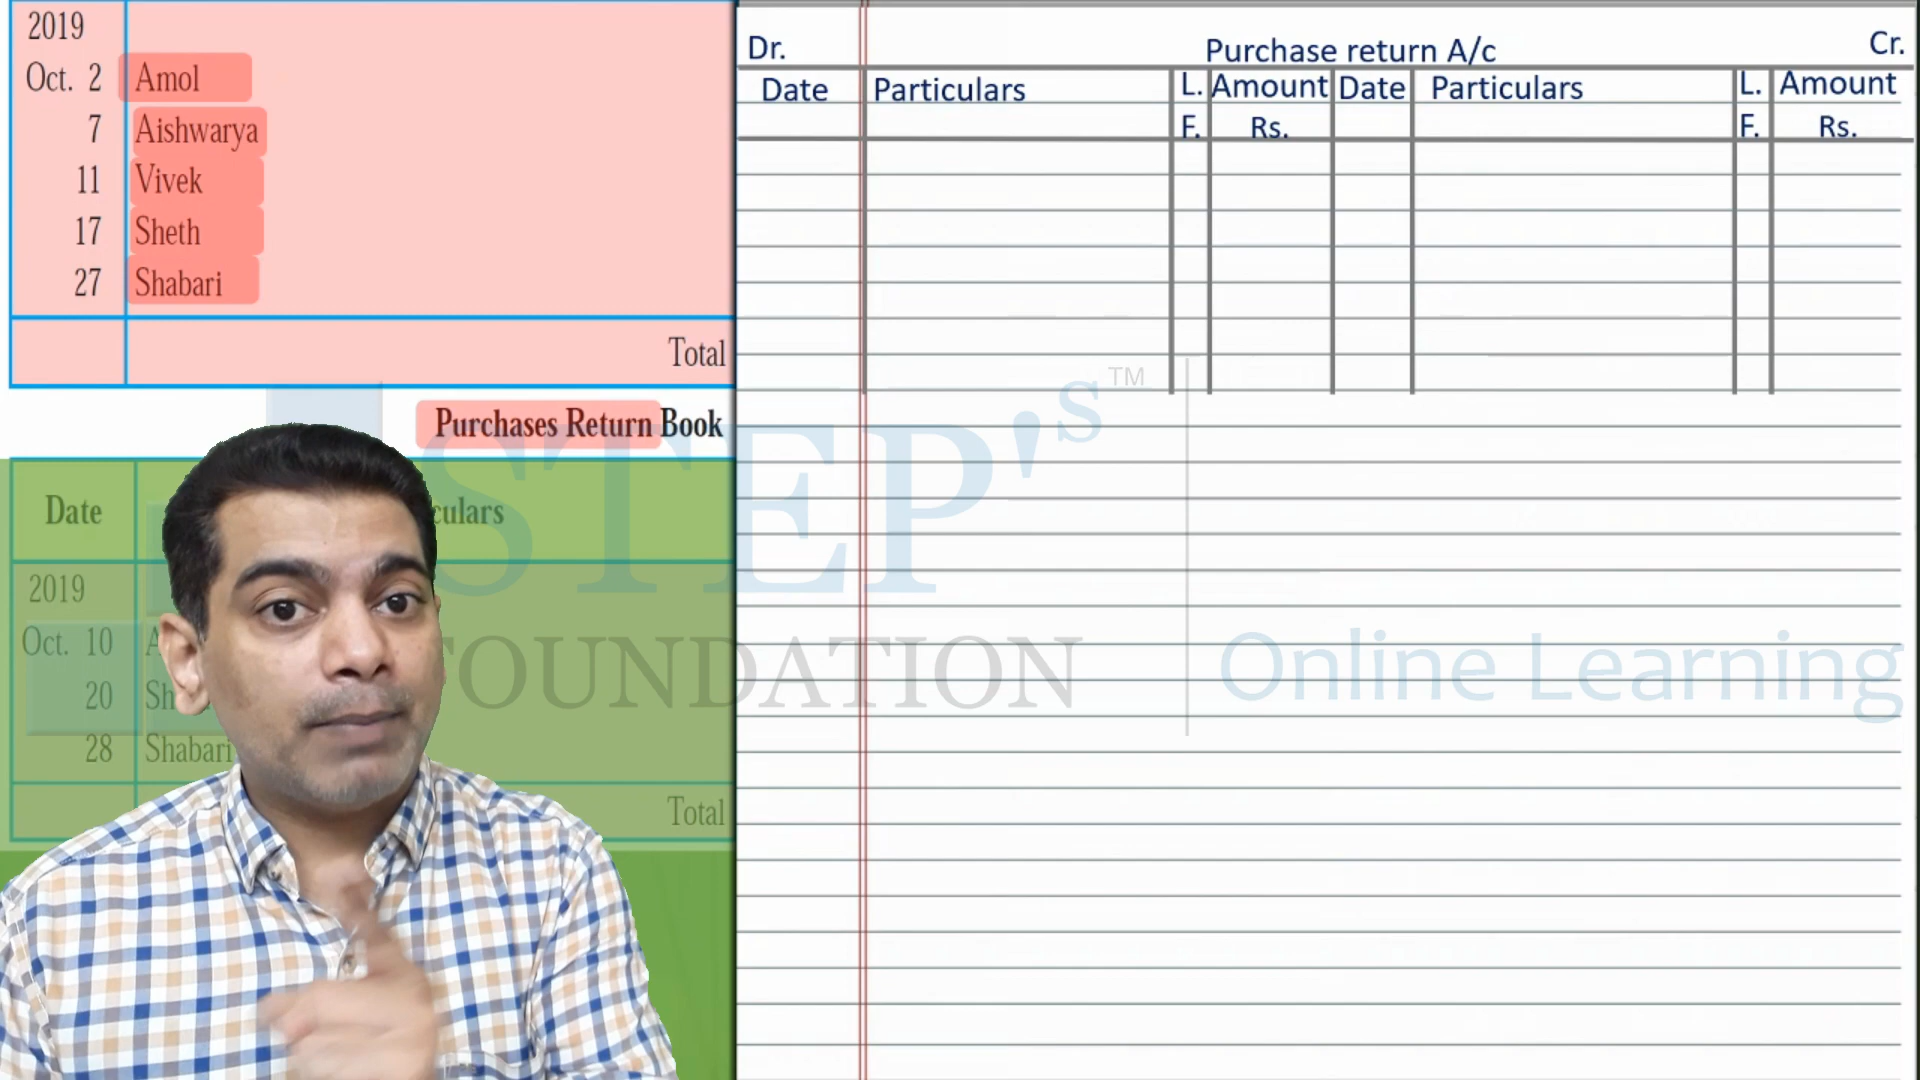 2019
Oct. 2 Amol
7 Aishwarya
11 Vivek
17 Sheth
27 Shabari
Total
Purchases Return Book
Date culars
2019
Oct. 10 A
20 Sh
28 Shabari
Total
Dr. Purchase return A/c Cr.
Date Particulars L. F. Amount Rs. Date Particulars L. F. Amount Rs.
STEP's™
FOUNDATION
Online Learning